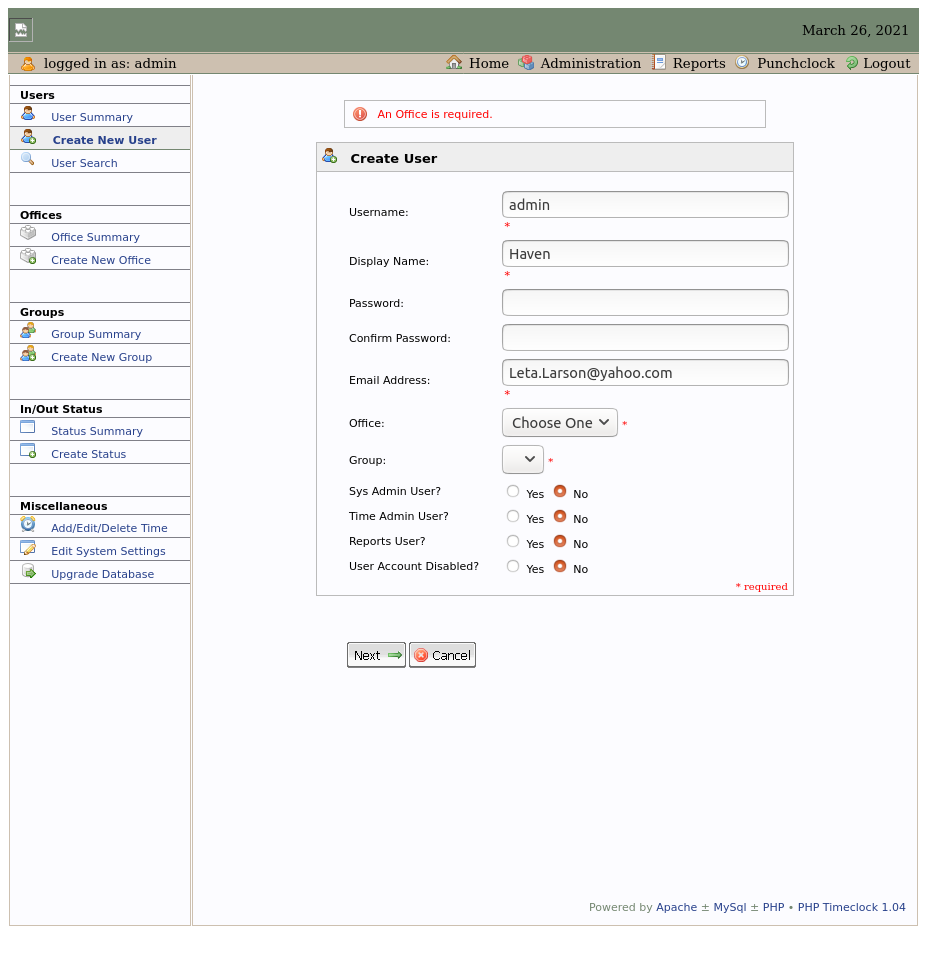 March 26, 2021
logged in as: admin
Home Administration Reports Punchclock Logout
Users
User Summary
Create New User
User Search
Offices
Office Summary
Create New Office
Groups
Group Summary
Create New Group
In/Out Status
Status Summary
Create Status
Miscellaneous
Add/Edit/Delete Time
Edit System Settings
Upgrade Database
An Office is required.
Create User
Username: admin
*
Display Name: Haven
*
Password:
Confirm Password:
Email Address: Leta.Larson@yahoo.com
*
Office: Choose One *
Group: *
Sys Admin User? Yes No
Time Admin User? Yes No
Reports User? Yes No
User Account Disabled? Yes No
* required
Next Cancel
Powered by Apache ± MySql ± PHP • PHP Timeclock 1.04